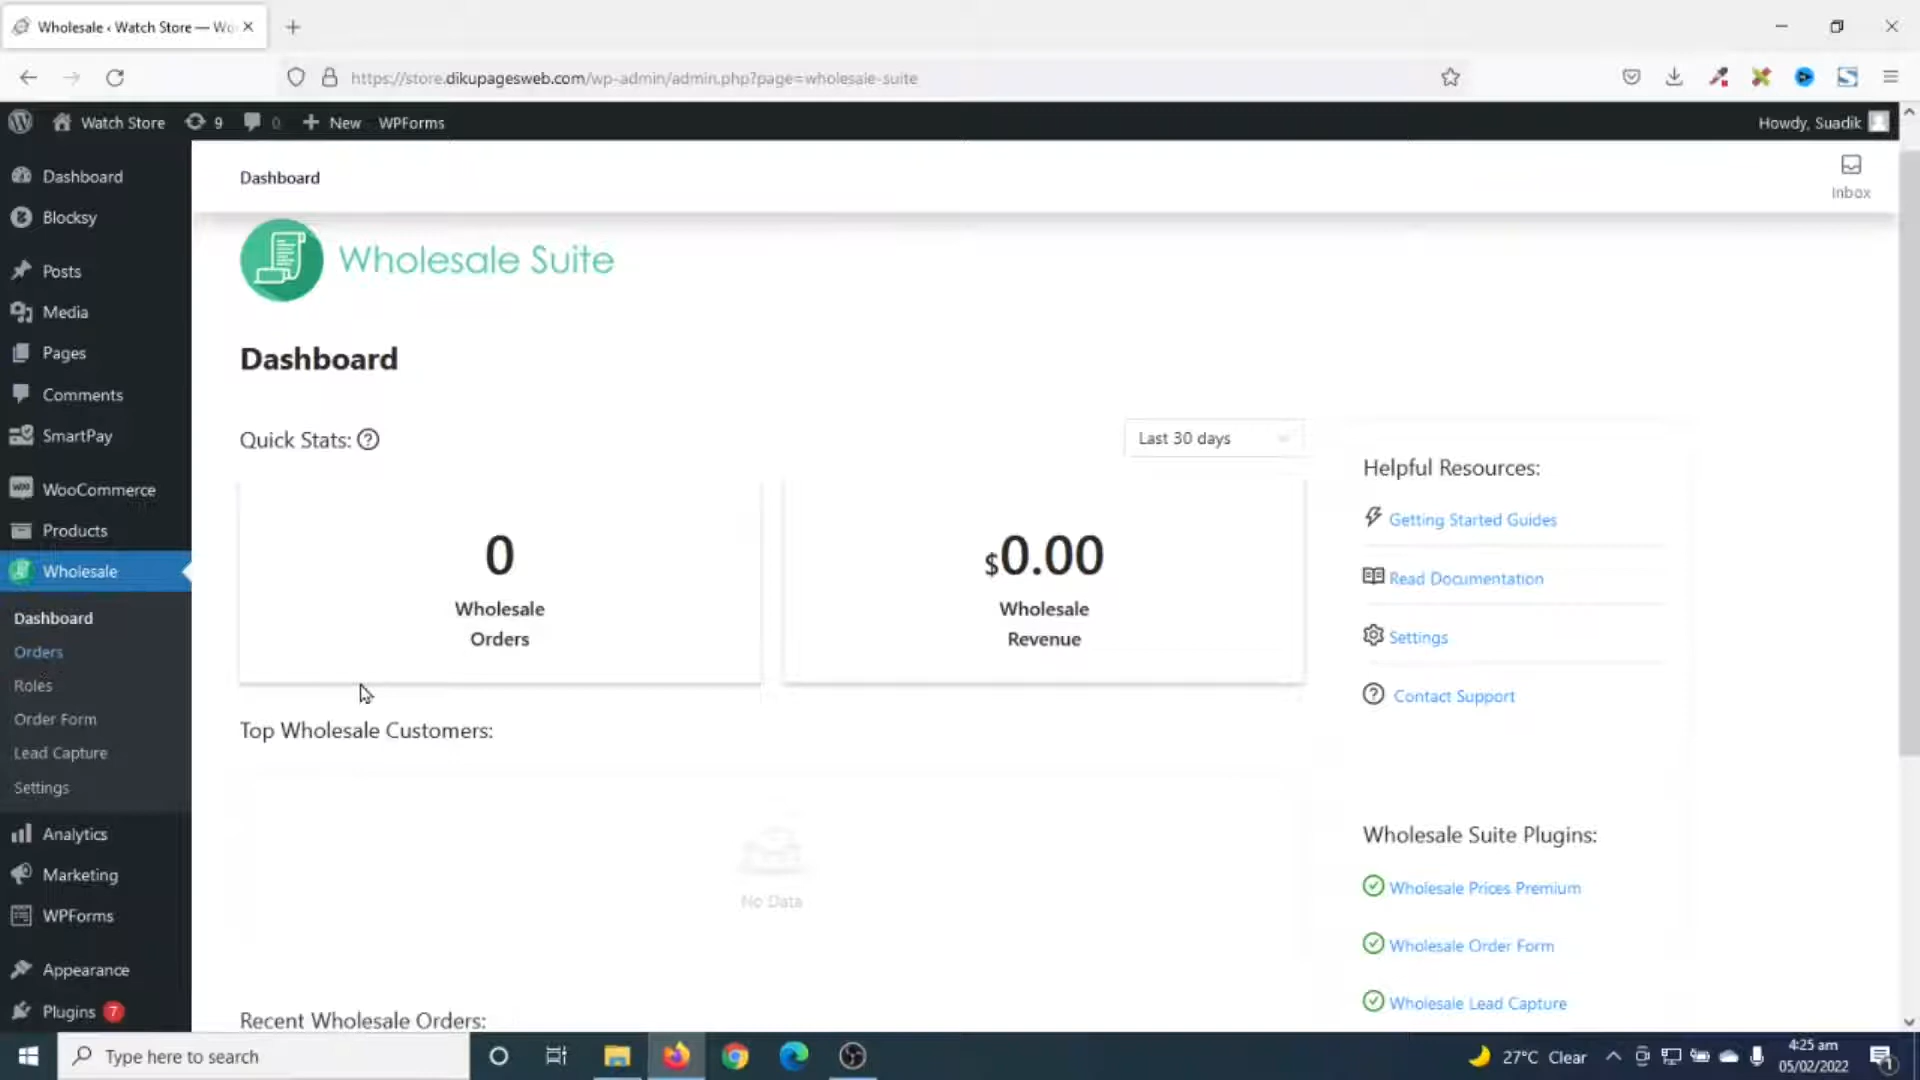 Wholesale ‹ Watch Store — Wo
https://store.dikupagesweb.com/wp-admin/admin.php?page=wholesale-suite
Watch Store
9
0
New
WPForms
Howdy, Suadik
Dashboard
Blocksy
Posts
Media
Pages
Comments
SmartPay
WooCommerce
Products
Wholesale
Dashboard
Orders
Roles
Order Form
Lead Capture
Settings
Analytics
Marketing
WPForms
Appearance
Plugins 7
Dashboard
Inbox
Wholesale Suite
Dashboard
Quick Stats:
Last 30 days
0
Wholesale
Orders
$0.00
Wholesale
Revenue
Top Wholesale Customers:
No Data
Recent Wholesale Orders:
Helpful Resources:
Getting Started Guides
Read Documentation
Settings
Contact Support
Wholesale Suite Plugins:
Wholesale Prices Premium
Wholesale Order Form
Wholesale Lead Capture
Type here to search
27°C Clear
4:25 am
05/02/2022
1